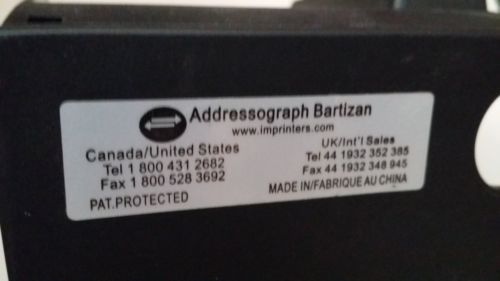 Addressograph Bartizan
www.imprinters.com
Canada/United States
Tel 1 800 431 2682
Fax 1 800 528 3692
PAT.PROTECTED
UK/Int'l Sales
Tel 44 1932 352 385
Fax 44 1932 348 945
MADE IN/FABRIQUE AU CHINA